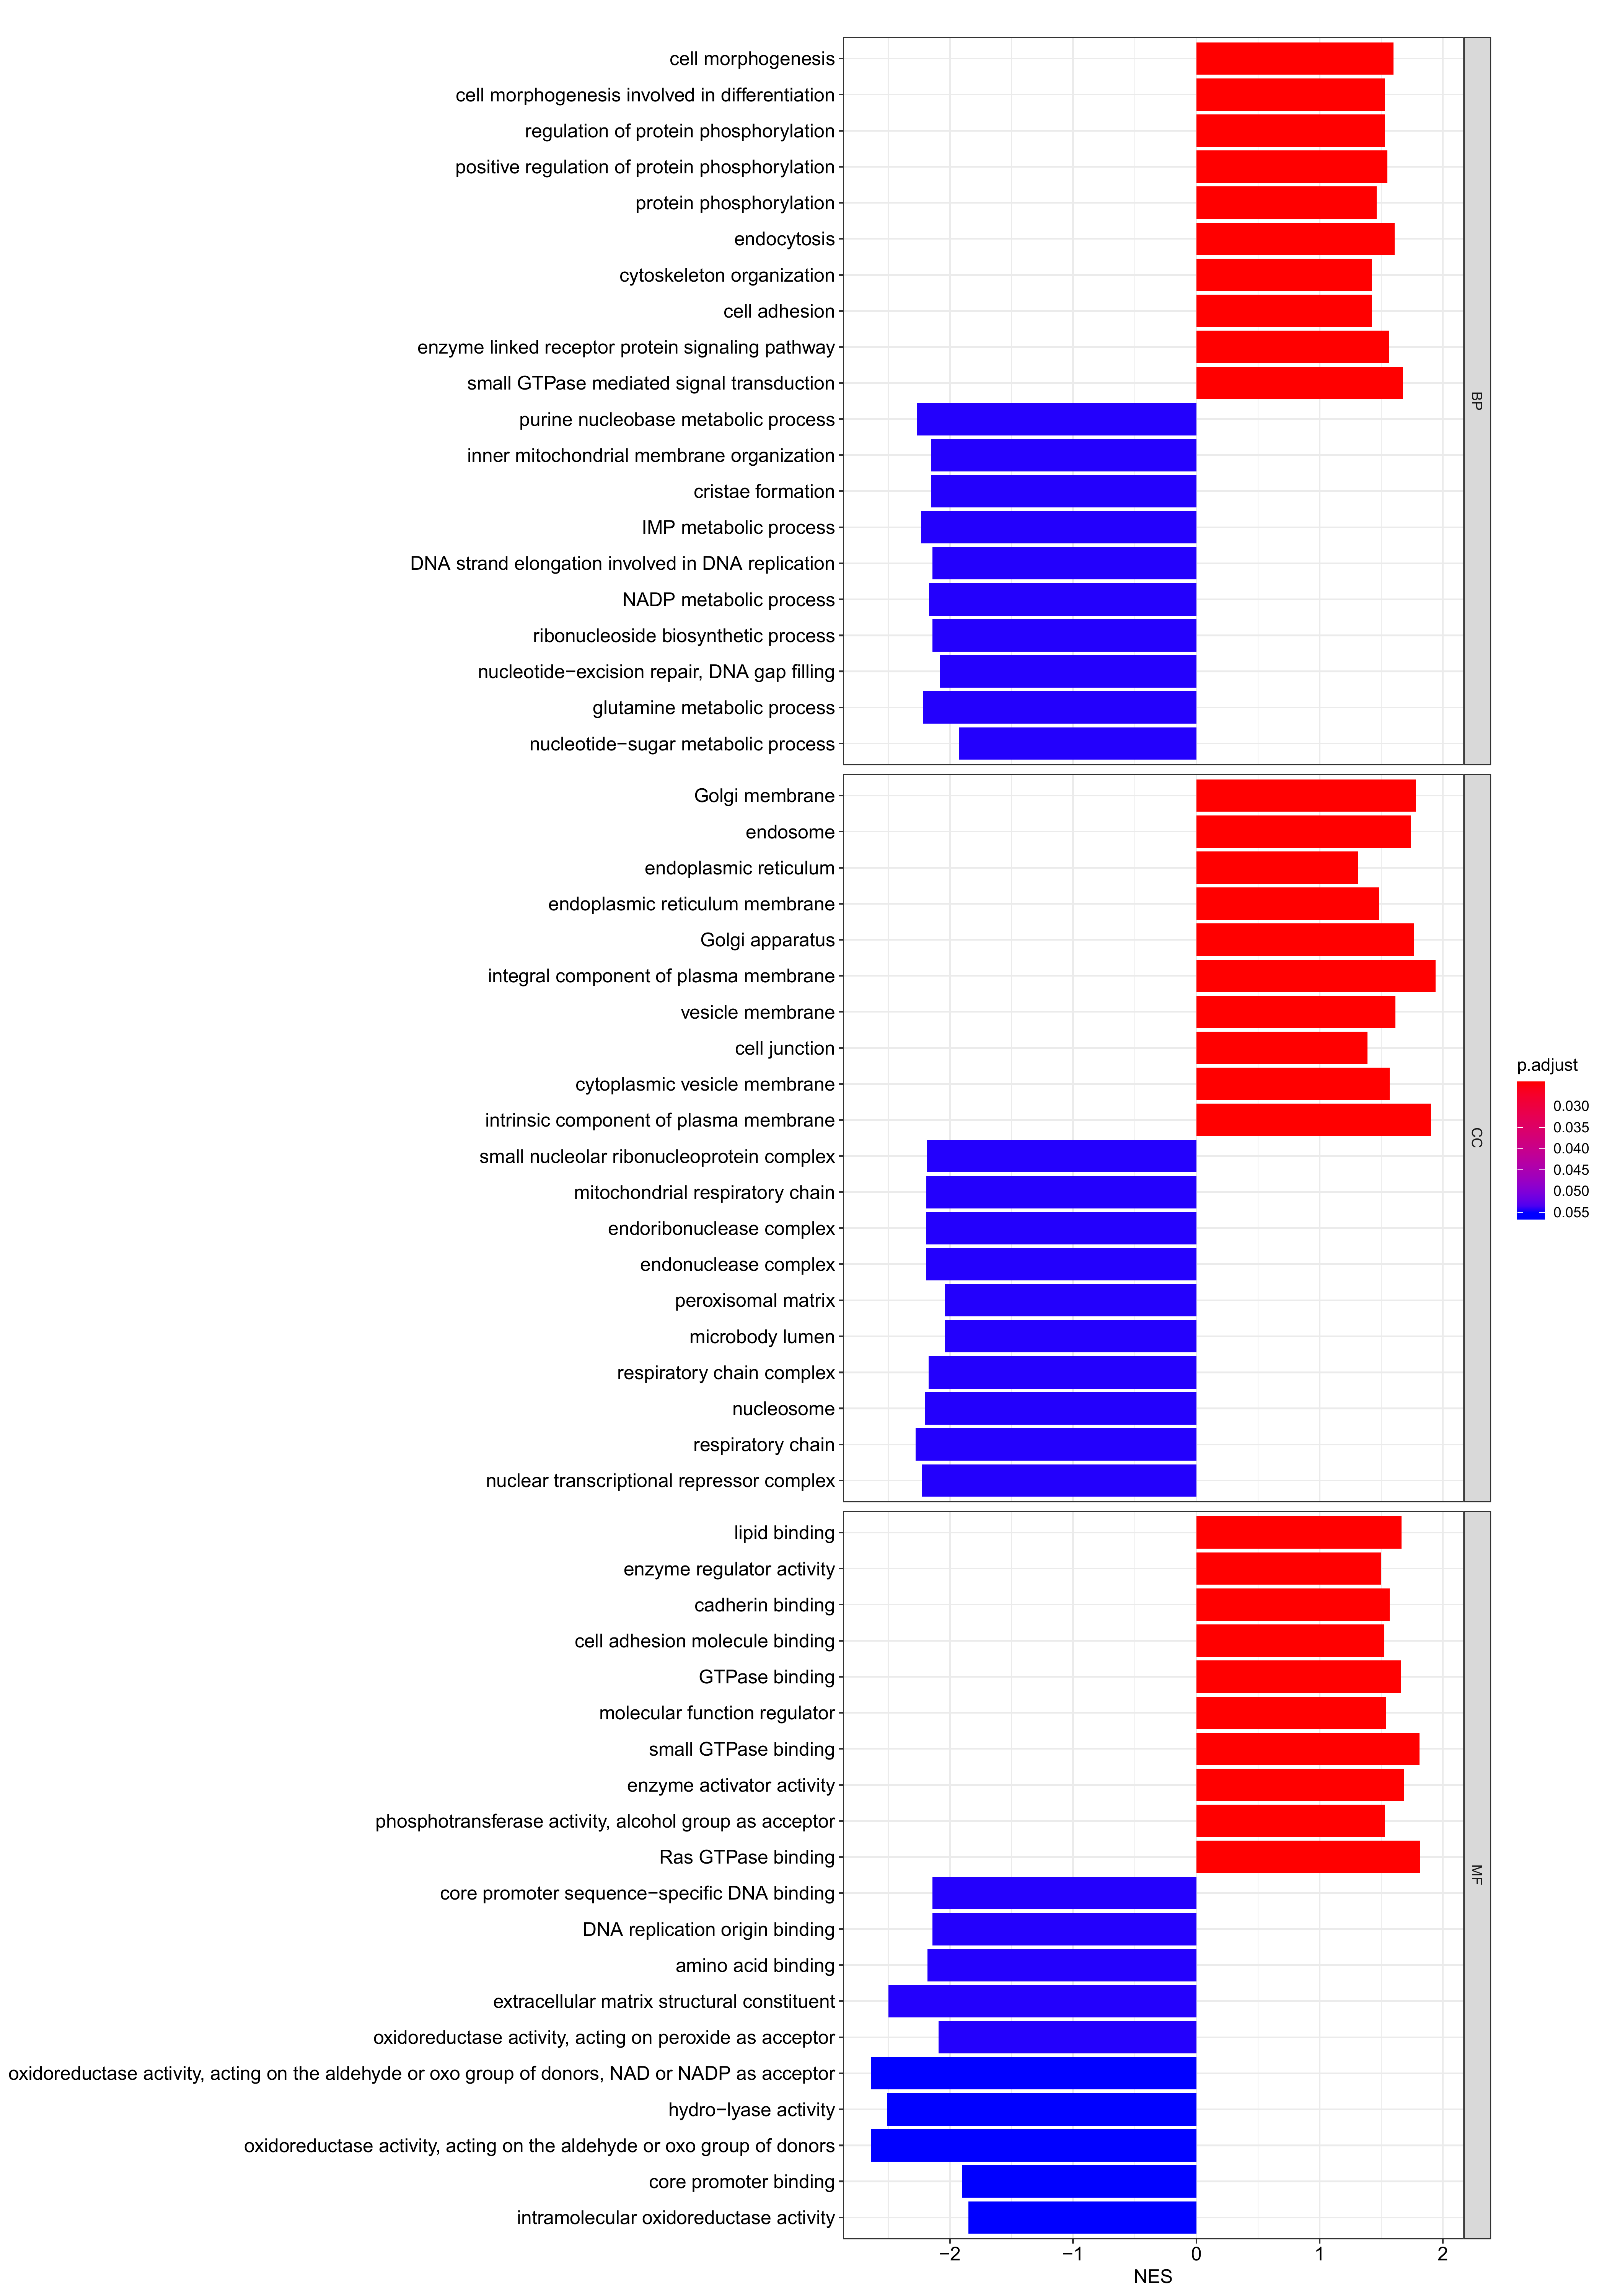 cell morphogenesis
cell morphogenesis involved in differentiation
regulation of protein phosphorylation
positive regulation of protein phosphorylation
protein phosphorylation
endocytosis
cytoskeleton organization
cell adhesion
enzyme linked receptor protein signaling pathway
small GTPase mediated signal transduction
purine nucleobase metabolic process
inner mitochondrial membrane organization
cristae formation
IMP metabolic process
DNA strand elongation involved in DNA replication
NADP metabolic process
ribonucleoside biosynthetic process
nucleotide−excision repair, DNA gap filling
glutamine metabolic process
nucleotide−sugar metabolic process
BP
Golgi membrane
endosome
endoplasmic reticulum
endoplasmic reticulum membrane
Golgi apparatus
integral component of plasma membrane
vesicle membrane
cell junction
cytoplasmic vesicle membrane
intrinsic component of plasma membrane
small nucleolar ribonucleoprotein complex
mitochondrial respiratory chain
endoribonuclease complex
endonuclease complex
peroxisomal matrix
microbody lumen
respiratory chain complex
nucleosome
respiratory chain
nuclear transcriptional repressor complex
CC
lipid binding
enzyme regulator activity
cadherin binding
cell adhesion molecule binding
GTPase binding
molecular function regulator
small GTPase binding
enzyme activator activity
phosphotransferase activity, alcohol group as acceptor
Ras GTPase binding
core promoter sequence−specific DNA binding
DNA replication origin binding
amino acid binding
extracellular matrix structural constituent
oxidoreductase activity, acting on peroxide as acceptor
oxidoreductase activity, acting on the aldehyde or oxo group of donors, NAD or NADP as acceptor
hydro−lyase activity
oxidoreductase activity, acting on the aldehyde or oxo group of donors
core promoter binding
intramolecular oxidoreductase activity
MF
−2 −1 0 1 2
NES
p.adjust
0.030
0.035
0.040
0.045
0.050
0.055